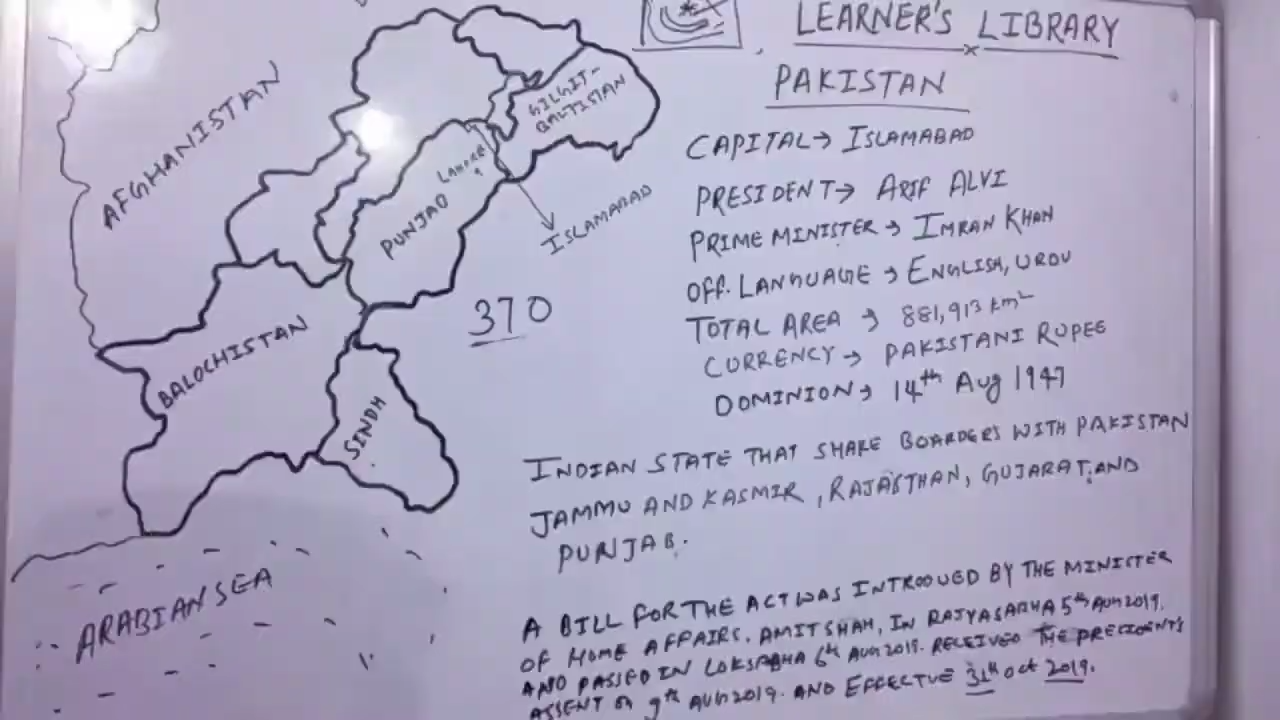 LEARNER'S LIBRARY
PAKISTAN
CAPITAL → ISLAMABAD
PRESIDENT → ARIF ALVI
PRIME MINISTER → IMRAN KHAN
OFF. LANGUAGE → ENGLISH, URDU
TOTAL AREA → 881,913 km²
CURRENCY → PAKISTANI RUPEE
DOMINION → 14th Aug 1947
INDIAN STATE THAT SHARE BOARDERS WITH PAKISTAN
JAMMU AND KASMIR, RAJASTHAN, GUJARAT, AND
PUNJAB.
A BILL FOR THE ACT WAS INTRODUED BY THE MINISTER
OF HOME AFFAIRS, AMIT SHAH, IN RAJYASABHA 5th AUG 2019.
AND PASSED IN LOKSABHA 6th AUG 2019. RECEIVED THE PRECIDENT'S
ASSENT on 9th AUG 2019. AND EFFECTIVE 31th Oct 2019.
AFGHANISTAN
GILGIT-
BALTISTAN
LAHORE
PUNJAB
ISLAMABAD
370
BALOCHISTAN
SINDH
ARABIAN SEA